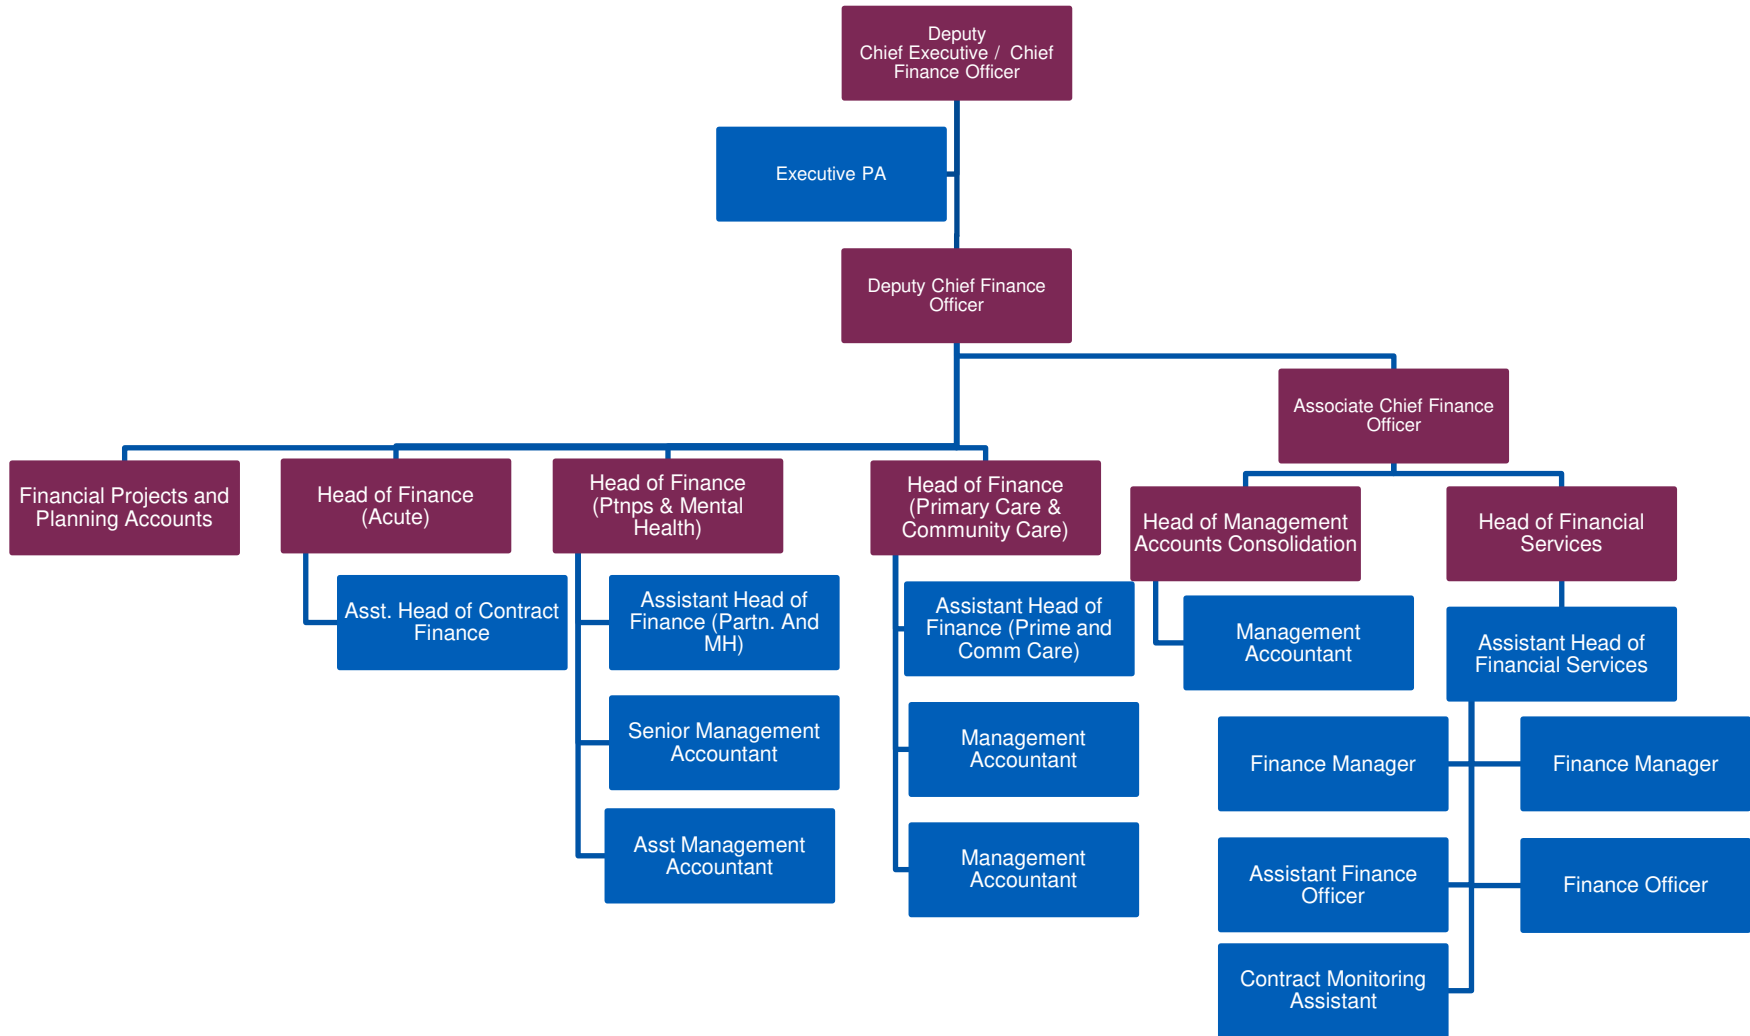 Deputy
Chief Executive / Chief
Finance Officer
Executive PA
Deputy Chief Finance
Officer
Associate Chief Finance
Officer
Financial Projects and
Planning Accounts
Head of Finance
(Acute)
Head of Finance
(Ptnps & Mental
Health)
Head of Finance
(Primary Care &
Community Care)
Head of Management
Accounts Consolidation
Head of Financial
Services
Asst. Head of Contract
Finance
Assistant Head of
Finance (Partn. And
MH)
Assistant Head of
Finance (Prime and
Comm Care)
Management
Accountant
Assistant Head of
Financial Services
Senior Management
Accountant
Management
Accountant
Finance Manager
Finance Manager
Asst Management
Accountant
Management
Accountant
Assistant Finance
Officer
Finance Officer
Contract Monitoring
Assistant